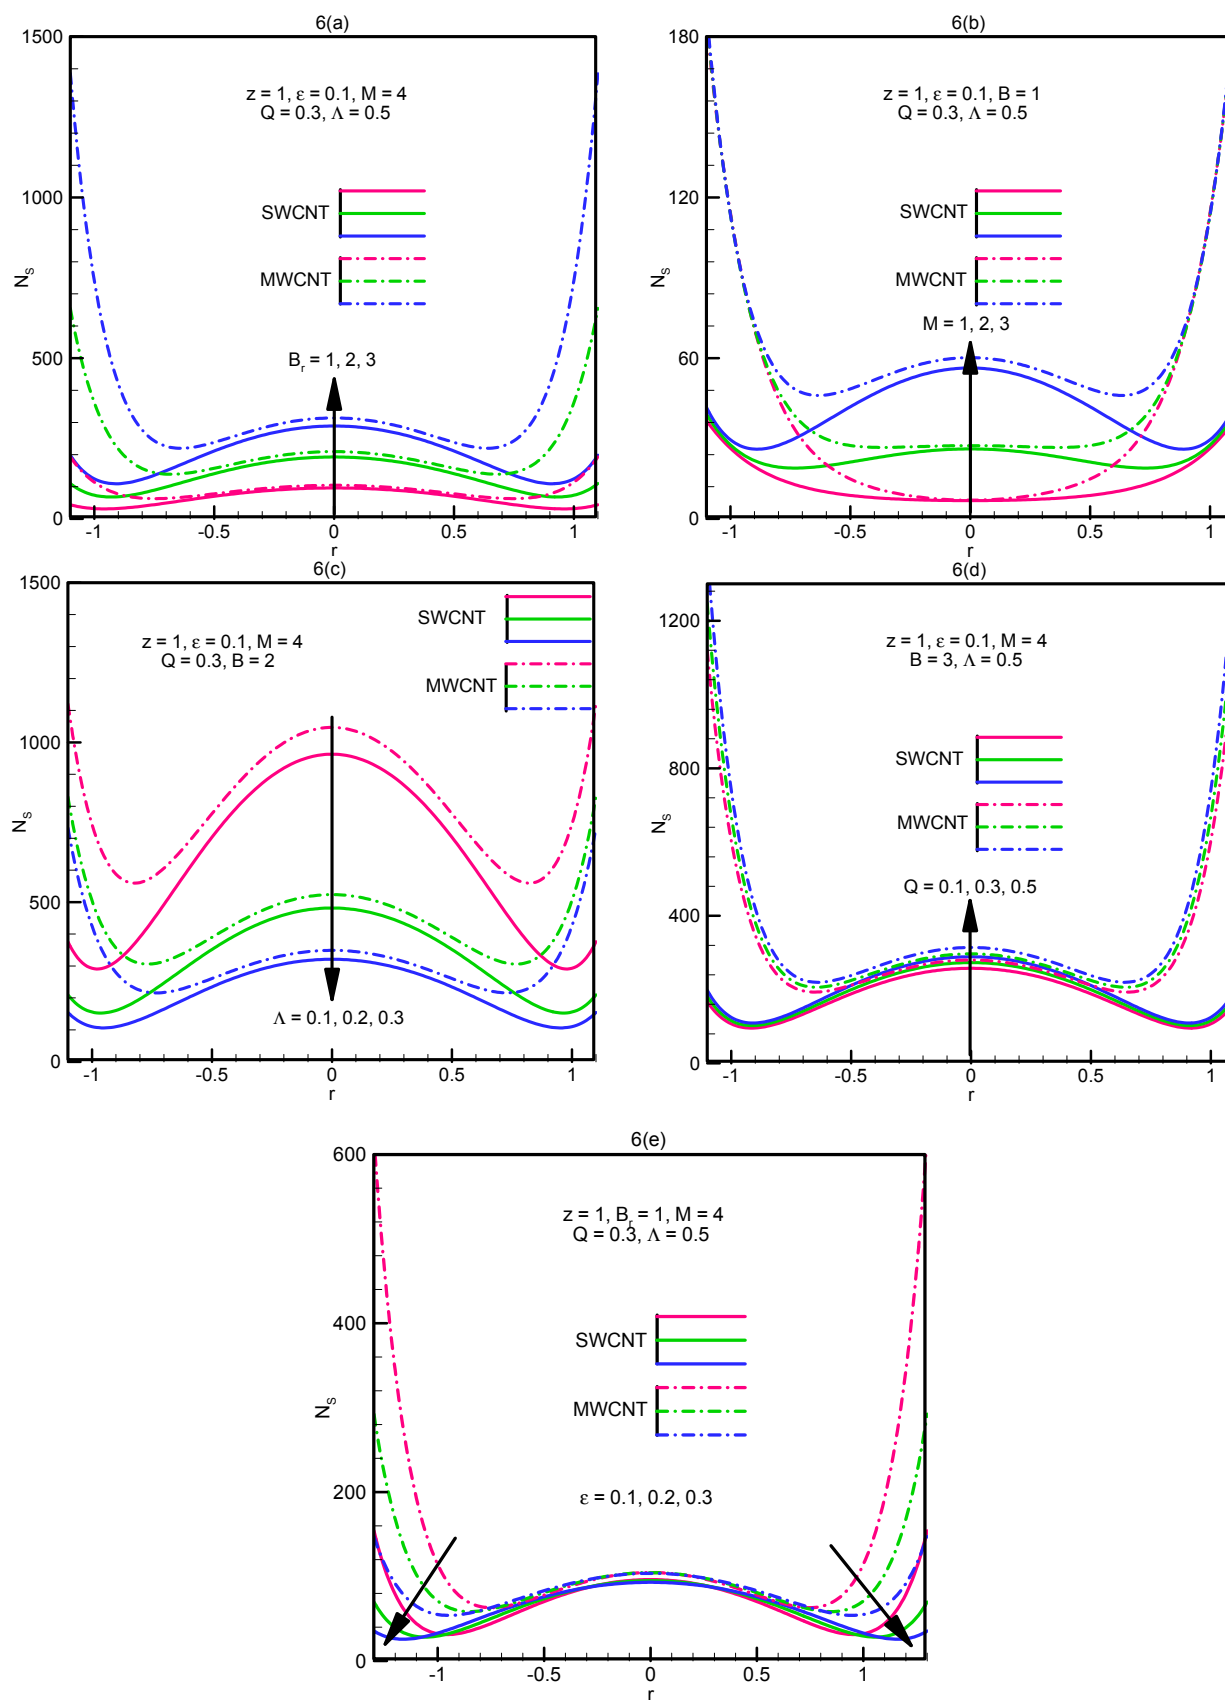 6(a)
1500
1000
500
0
N_s
z = 1, ε = 0.1, M = 4
Q = 0.3, Λ = 0.5
SWCNT
MWCNT
B_r = 1, 2, 3
-1
-0.5
0
0.5
1
r
6(b)
180
120
60
0
N_s
z = 1, ε = 0.1, B = 1
Q = 0.3, Λ = 0.5
SWCNT
MWCNT
M = 1, 2, 3
-1
-0.5
0
0.5
1
r
6(c)
1500
1000
500
0
N_s
z = 1, ε = 0.1, M = 4
Q = 0.3, B = 2
SWCNT
MWCNT
Λ = 0.1, 0.2, 0.3
-1
-0.5
0
0.5
1
r
6(d)
1200
800
400
0
N_s
z = 1, ε = 0.1, M = 4
B = 3, Λ = 0.5
SWCNT
MWCNT
Q = 0.1, 0.3, 0.5
-1
-0.5
0
0.5
1
r
6(e)
600
400
200
0
N_s
z = 1, B_r = 1, M = 4
Q = 0.3, Λ = 0.5
SWCNT
MWCNT
ε = 0.1, 0.2, 0.3
-1
-0.5
0
0.5
1
r